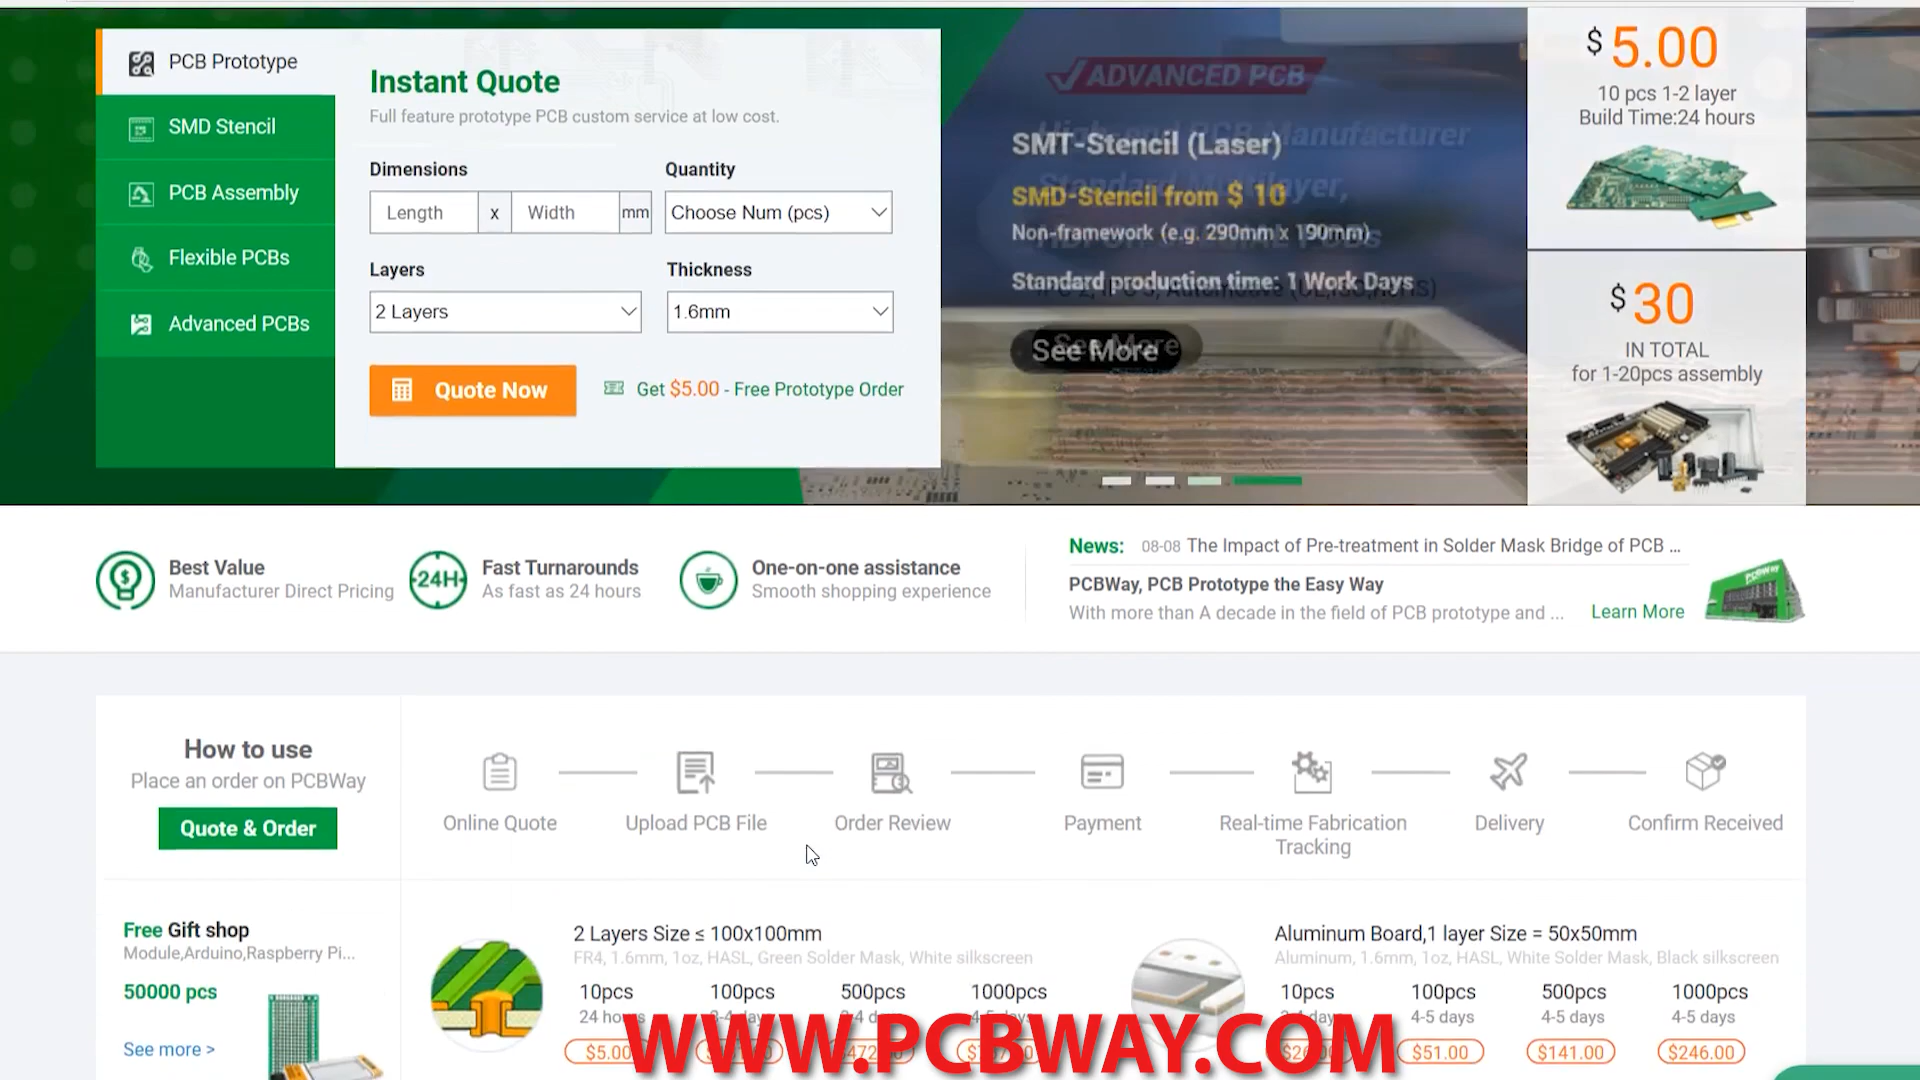 PCB Prototype
SMD Stencil
PCB Assembly
Flexible PCBs
Advanced PCBs
Instant Quote
Full feature prototype PCB custom service at low cost.
Dimensions
Quantity
Length x Width mm
Choose Num (pcs)
Layers
Thickness
2 Layers
1.6mm
Quote Now
Get $5.00 - Free Prototype Order
ADVANCED PCB
SMT-Stencil (Laser)
SMD-Stencil from $ 10
Non-framework (e.g. 290mm x 190mm)
Standard production time: 1 Work Days
See More
$ 5.00
10 pcs 1-2 layer
Build Time:24 hours
$ 30
IN TOTAL
for 1-20pcs assembly
Best Value
Manufacturer Direct Pricing
24H
Fast Turnarounds
As fast as 24 hours
One-on-one assistance
Smooth shopping experience
News: 08-08 The Impact of Pre-treatment in Solder Mask Bridge of PCB ...
PCBWay, PCB Prototype the Easy Way
With more than A decade in the field of PCB prototype and ... Learn More
PCBWAY
How to use
Place an order on PCBWay
Quote & Order
Online Quote
Upload PCB File
Order Review
Payment
Real-time Fabrication
Tracking
Delivery
Confirm Received
Free Gift shop
Module,Arduino,Raspberry Pi...
50000 pcs
See more >
2 Layers Size ≤ 100x100mm
FR4, 1.6mm, 1oz, HASL, Green Solder Mask, White silkscreen
10pcs 100pcs 500pcs 1000pcs
24 hours
$5.00
Aluminum Board,1 layer Size = 50x50mm
Aluminum, 1.6mm, 1oz, HASL, White Solder Mask, Black silkscreen
10pcs 100pcs 500pcs 1000pcs
4-5 days 4-5 days 4-5 days
$51.00 $141.00 $246.00
WWW.PCBWAY.COM